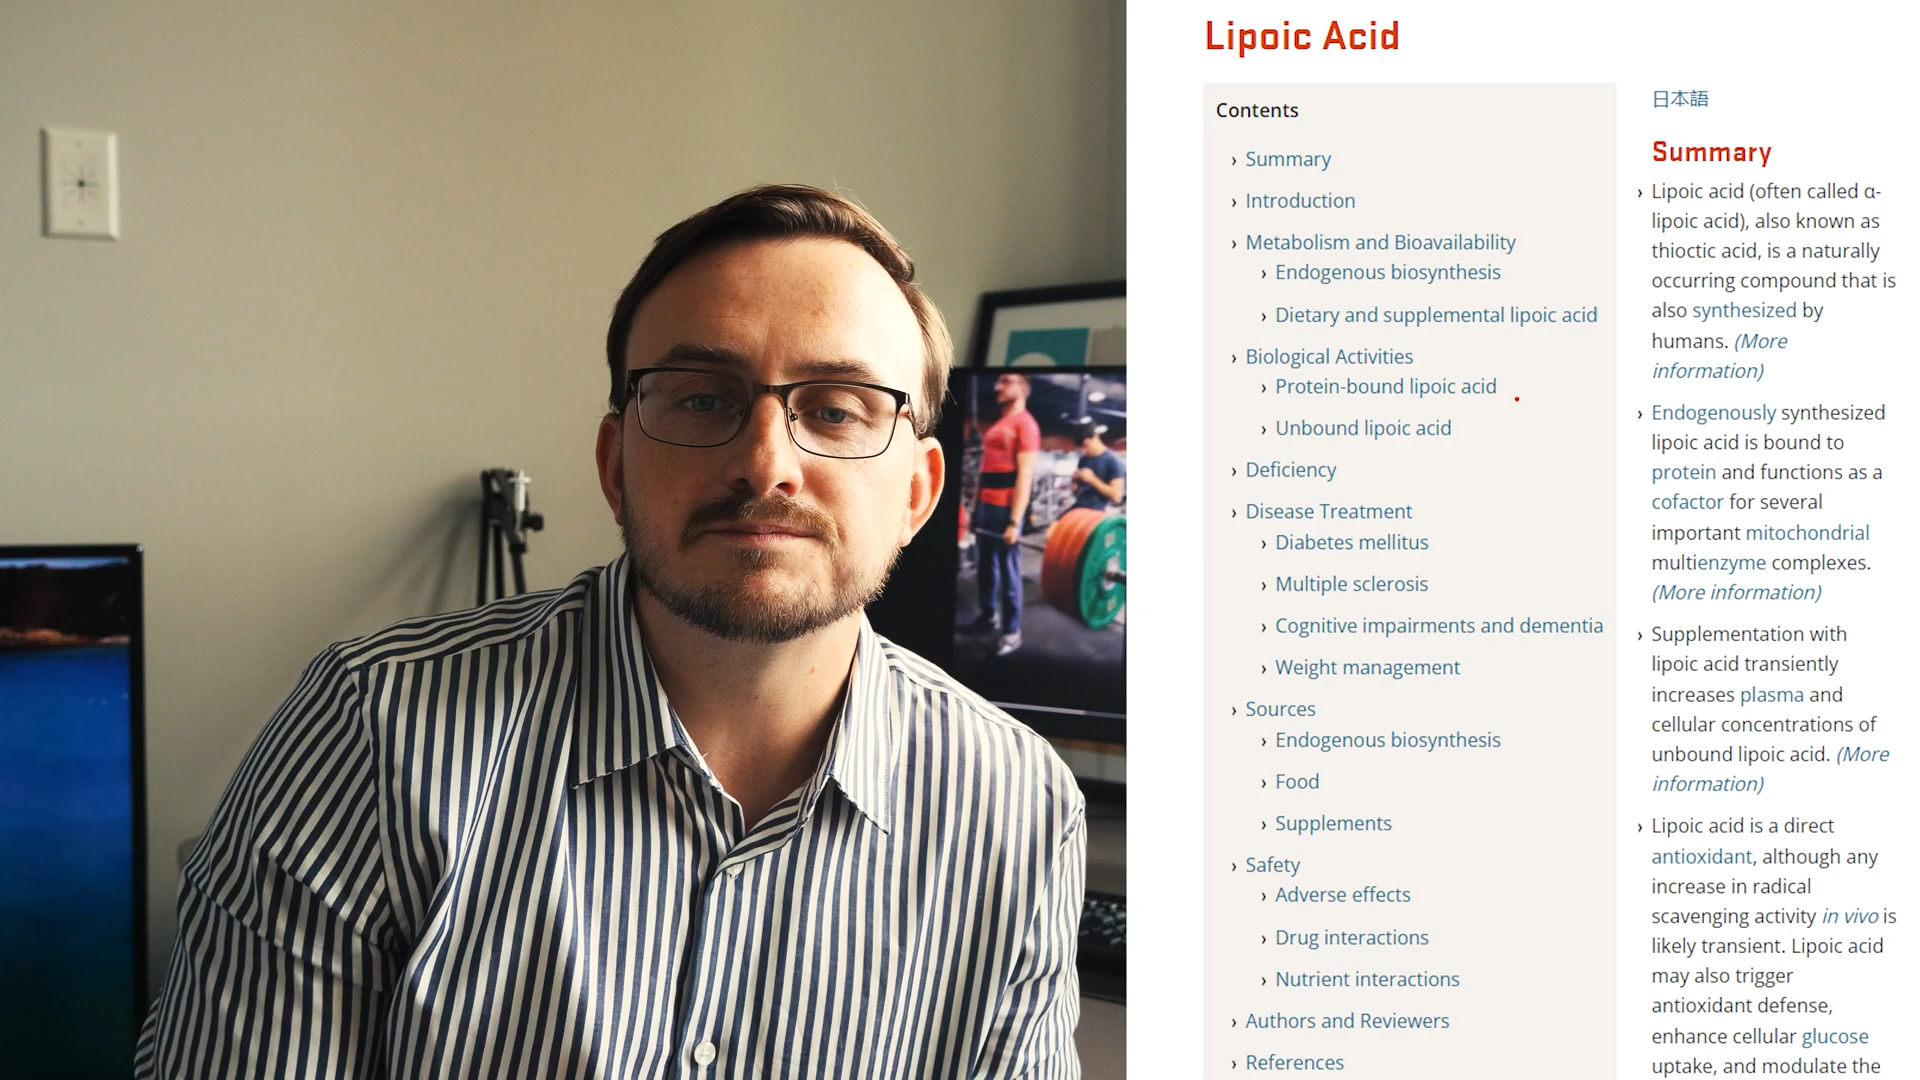 Lipoic Acid
Contents
› Summary
› Introduction
› Metabolism and Bioavailability
› Endogenous biosynthesis
› Dietary and supplemental lipoic acid
› Biological Activities
› Protein-bound lipoic acid
› Unbound lipoic acid
› Deficiency
› Disease Treatment
› Diabetes mellitus
› Multiple sclerosis
› Cognitive impairments and dementia
› Weight management
› Sources
› Endogenous biosynthesis
› Food
› Supplements
› Safety
› Adverse effects
› Drug interactions
› Nutrient interactions
› Authors and Reviewers
› References
日本語
Summary
› Lipoic acid (often called α-
lipoic acid), also known as
thioctic acid, is a naturally
occurring compound that is
also synthesized by
humans. (More
information)
› Endogenously synthesized
lipoic acid is bound to
protein and functions as a
cofactor for several
important mitochondrial
multienzyme complexes.
(More information)
› Supplementation with
lipoic acid transiently
increases plasma and
cellular concentrations of
unbound lipoic acid. (More
information)
› Lipoic acid is a direct
antioxidant, although any
increase in radical
scavenging activity in vivo is
likely transient. Lipoic acid
may also trigger
antioxidant defense,
enhance cellular glucose
uptake, and modulate the